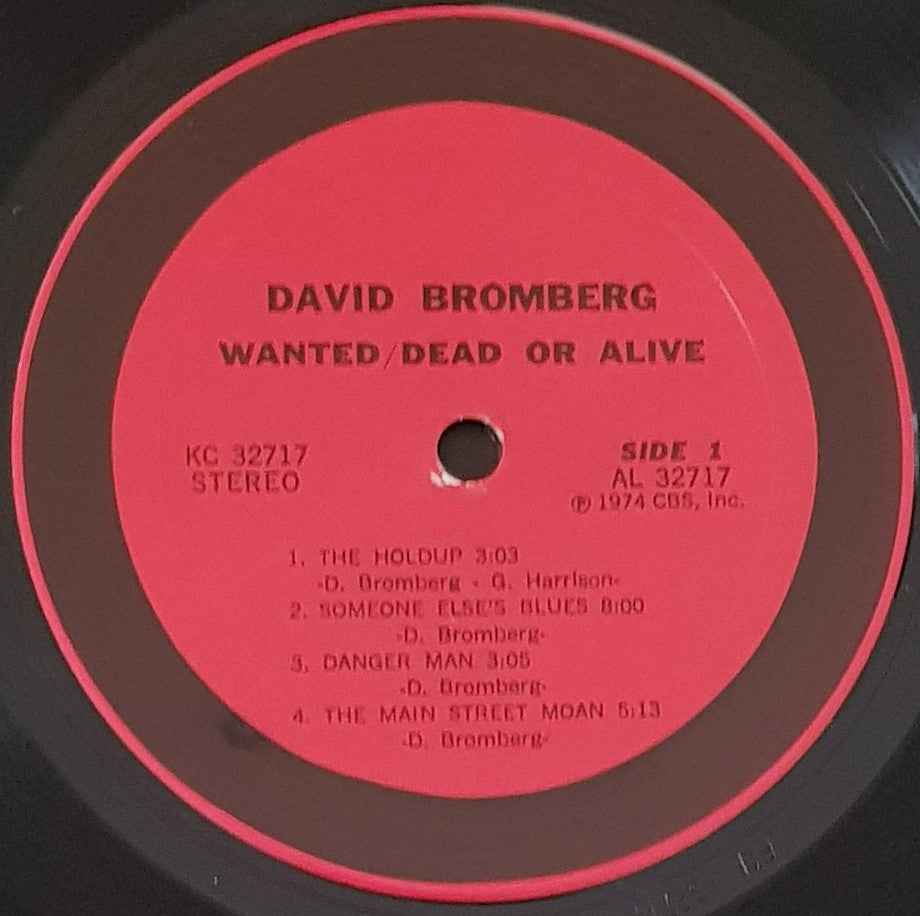 DAVID BROMBERG
WANTED/DEAD OR ALIVE
KC 32717
STEREO
SIDE 1
AL 32717
℗ 1974 CBS, Inc.
1. THE HOLDUP 3:03
-D. Bromberg - G. Harrison-
2. SOMEONE ELSE'S BLUES 8:00
-D. Bromberg-
3. DANGER MAN 3:05
-D. Bromberg-
4. THE MAIN STREET MOAN 5:13
-D. Bromberg-